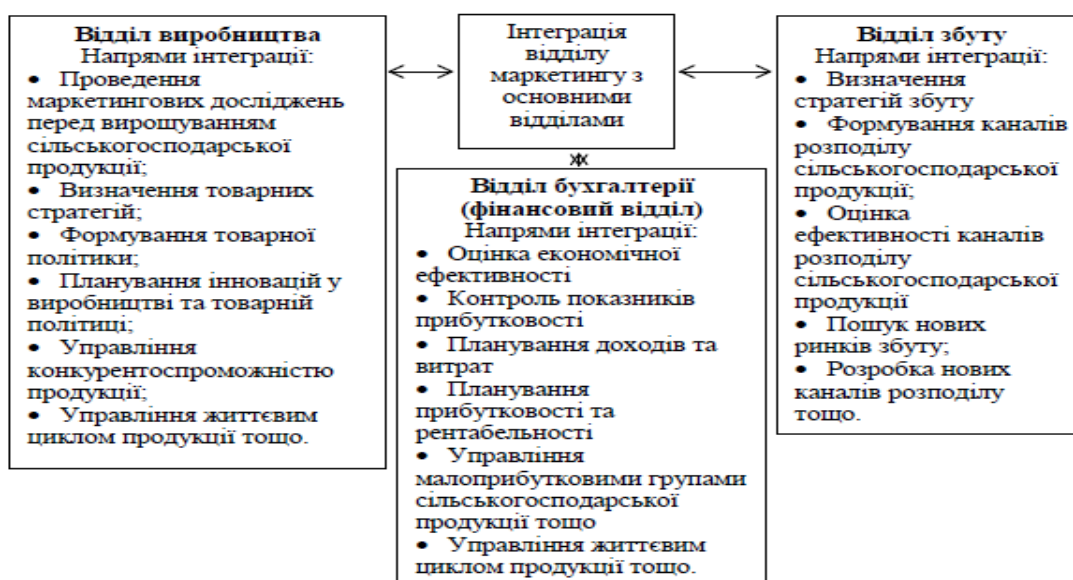 Відділ виробництва
Напрями інтеграції:
• Проведення
маркетингових досліджень
перед вирощуванням
сільськогосподарської
продукції;
• Визначення товарних
стратегій;
• Формування товарної
політики;
• Планування інновацій у
виробництві та товарній
політиці;
• Управління
конкурентоспроможністю
продукції;
• Управління життєвим
циклом продукції тощо.
Інтеграція
відділу
маркетингу з
основними
відділами
Відділ бухгалтерії
(фінансовий відділ)
Напрями інтеграції:
• Оцінка економічної
ефективності
• Контроль показників
прибутковості
• Планування доходів та
витрат
• Планування
прибутковості та
рентабельності
• Управління
малоприбутковими групами
сільськогосподарської
продукції тощо
• Управління життєвим
циклом продукції тощо.
Відділ збуту
Напрями інтеграції:
• Визначення
стратегій збуту
• Формування каналів
розподілу
сільськогосподарської
продукції;
• Оцінка
ефективності каналів
розподілу
сільськогосподарської
продукції
• Пошук нових
ринків збуту;
• Розробка нових
каналів розподілу
тощо.